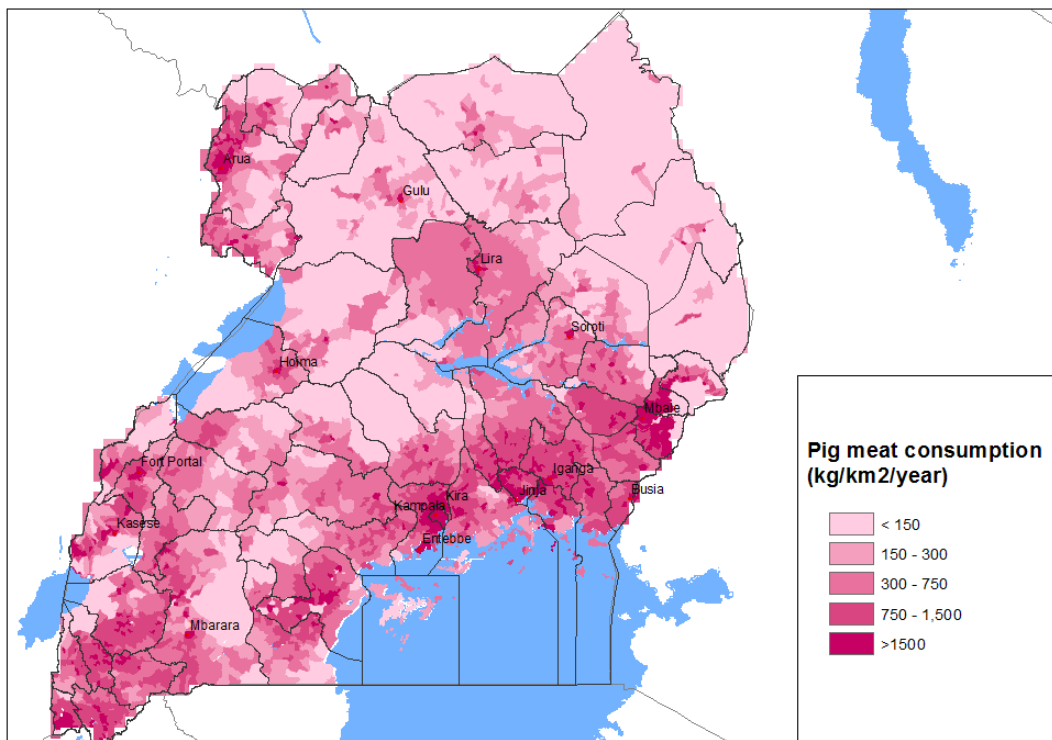 Arua
Gulu
Lira
Soroti
Hoima
Mbale
Fort Portal
Iganga
Kira
Jinja
Busia
Kampala
Kasese
Entebbe
Mbarara
Pig meat consumption
(kg/km2/year)
< 150
150 - 300
300 - 750
750 - 1,500
>1500